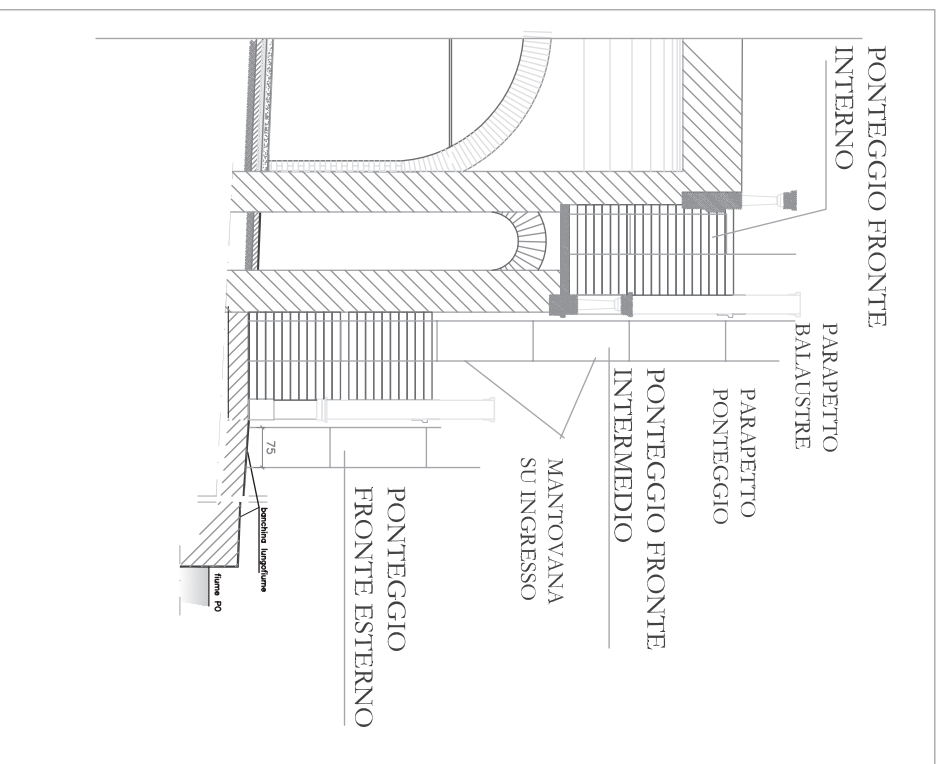 PONTEGGIO FRONTE
INTERNO
PARAPETTO
BALAUSTRE
PARAPETTO
PONTEGGIO
PONTEGGIO FRONTE
INTERMEDIO
MANTOVANA
SU INGRESSO
PONTEGGIO
FRONTE ESTERNO
75
banchina lungofiume
fiume PO